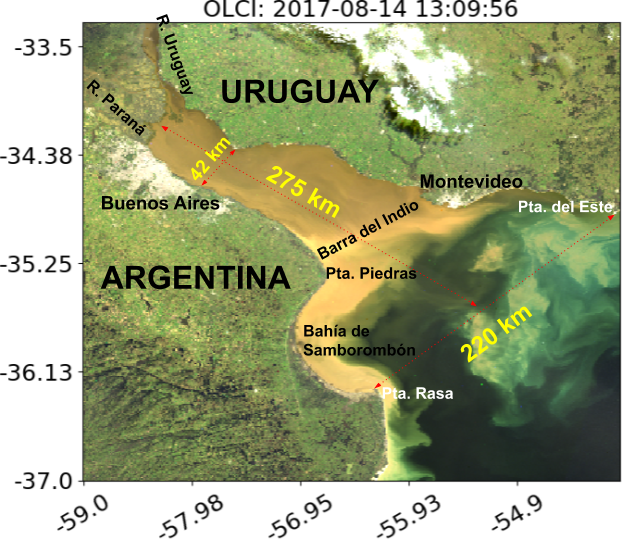 OLCI: 2017-08-14 13:09:56
-33.5
R. Uruguay
URUGUAY
R. Paraná
-34.38
42 km
275 km
Montevideo
Buenos Aires
Pta. del Este
Barra del Indio
-35.25
ARGENTINA
Pta. Piedras
220 km
Bahía de
Samborombón
-36.13
Pta. Rasa
-37.0
-59.0
-57.98
-56.95
-55.93
-54.9